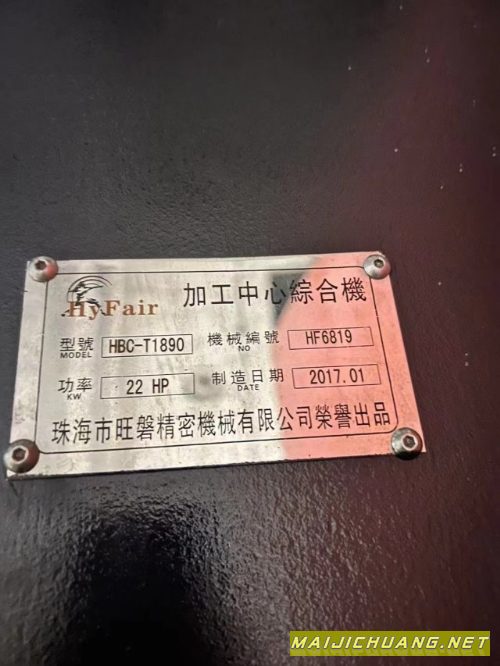 HyFair 加工中心綜合機
型號 MODEL HBC-T1890 機械編號 NO HF6819
功率 KW 22 HP 制造日期 DATE 2017.01
珠海市旺磐精密機械有限公司榮譽出品
MAIJICHUANG.NET